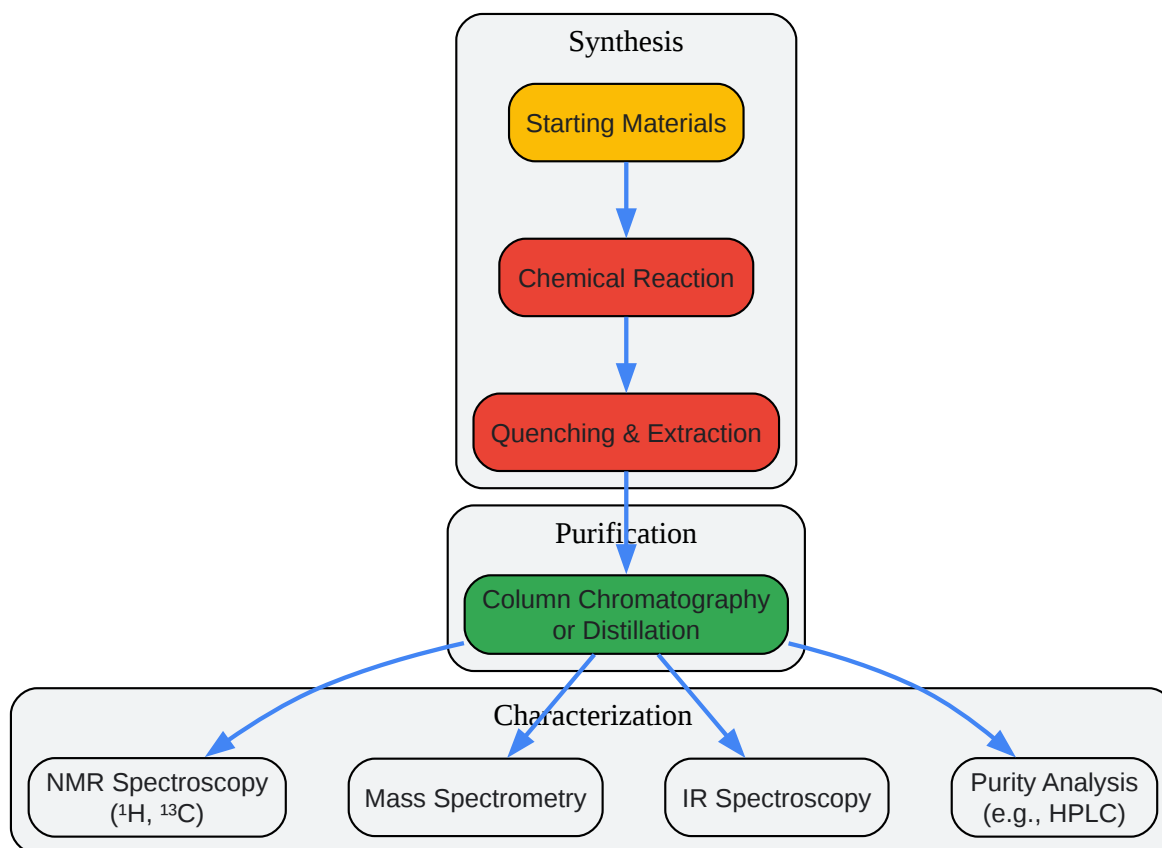 Synthesis
Starting Materials
Chemical Reaction
Quenching & Extraction
Purification
Column Chromatography
or Distillation
Characterization
NMR Spectroscopy
(¹H, ¹³C)
Mass Spectrometry
IR Spectroscopy
Purity Analysis
(e.g., HPLC)